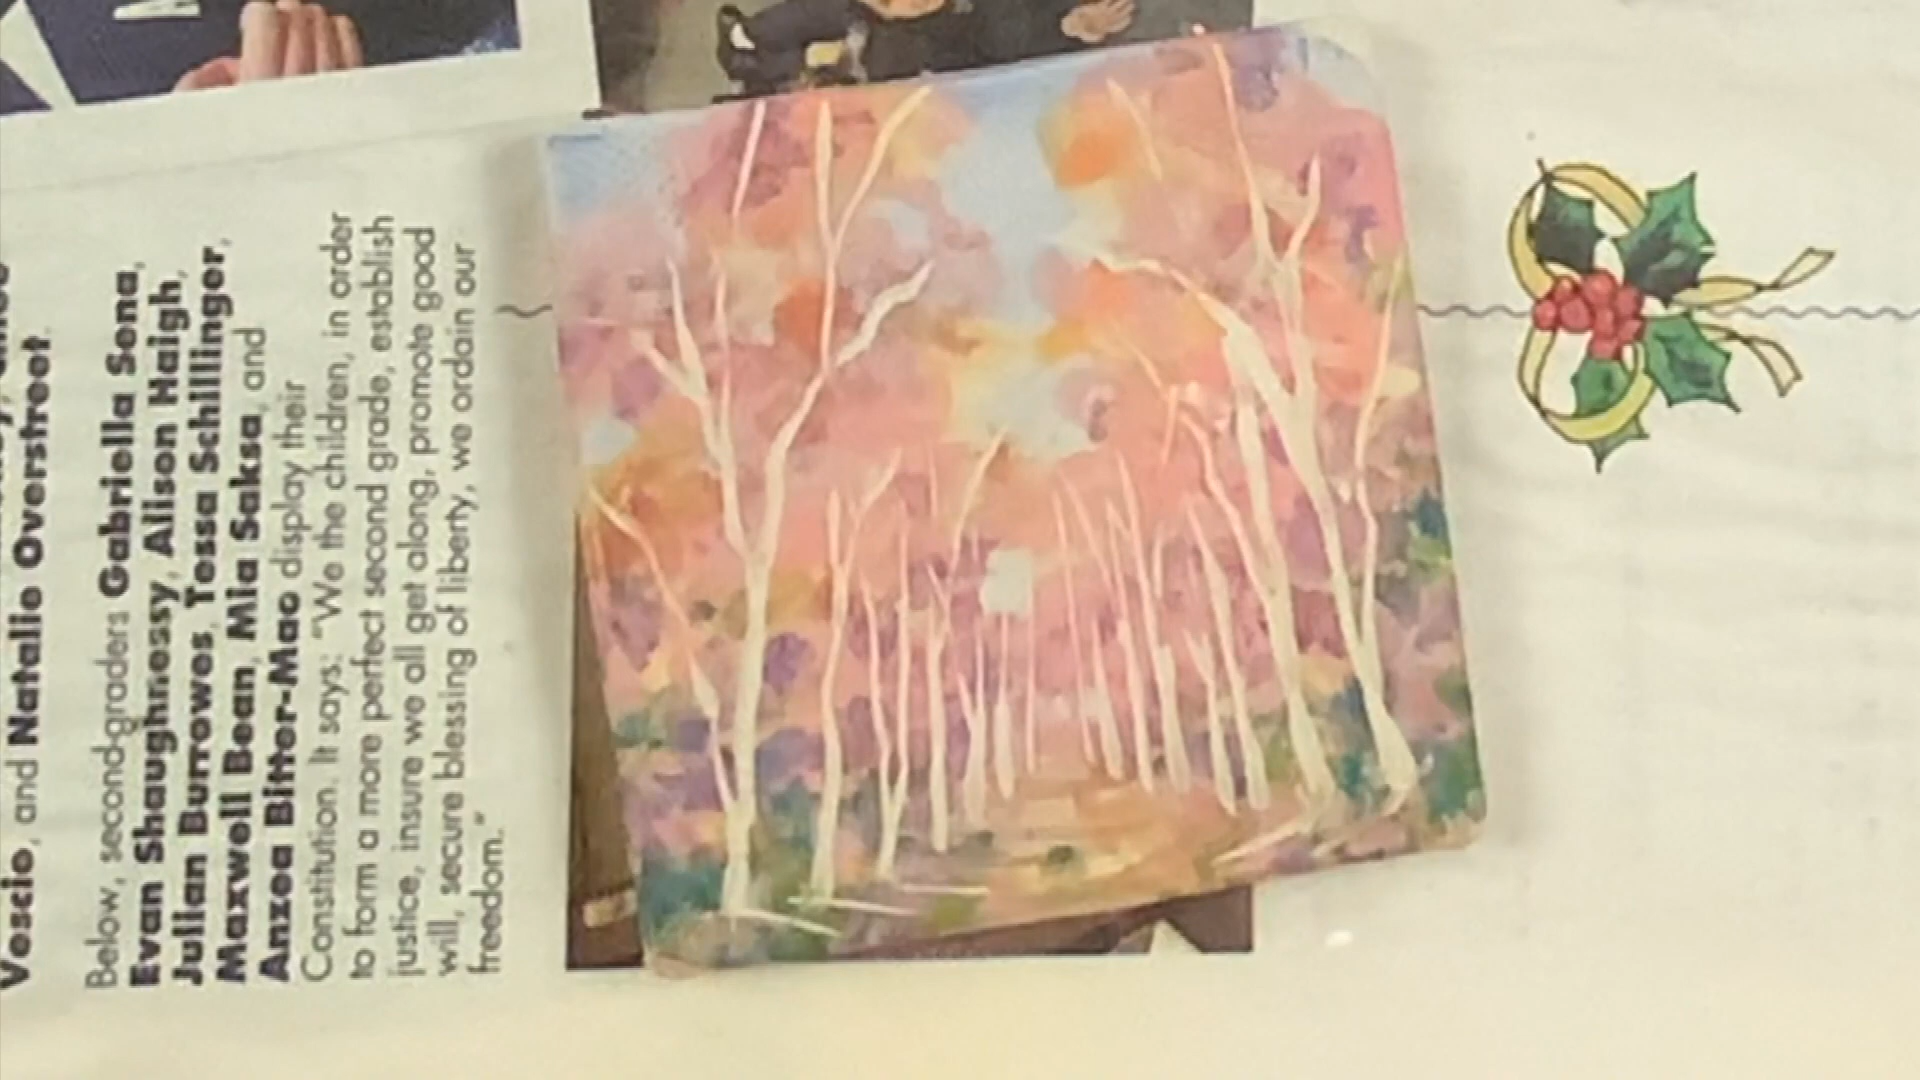 Voscio, and Natalie Overstreet.
Below, second-graders Gabriella Sena,
Evan Shaughnessy, Alison Haigh,
Julian Burrowes, Tessa Schillinger,
Maxwell Bean, Mia Saksa, and
Anzea Bitter-Mao display their
Constitution. It says: "We the children, in order
to form a more perfect second grade, establish
justice, insure we all get along, promote good
will, secure blessing of liberty, we ordain our
freedom."